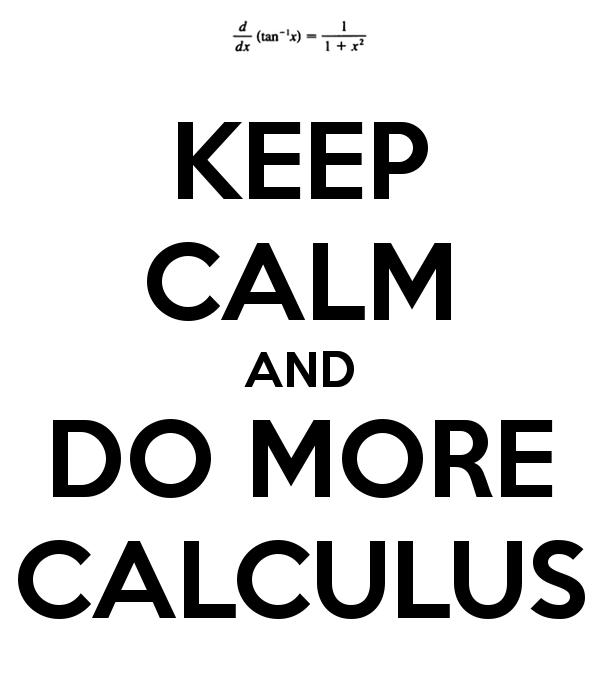 d/dx (tan⁻¹x) = 1/(1 + x²)
KEEP
CALM
AND
DO MORE
CALCULUS